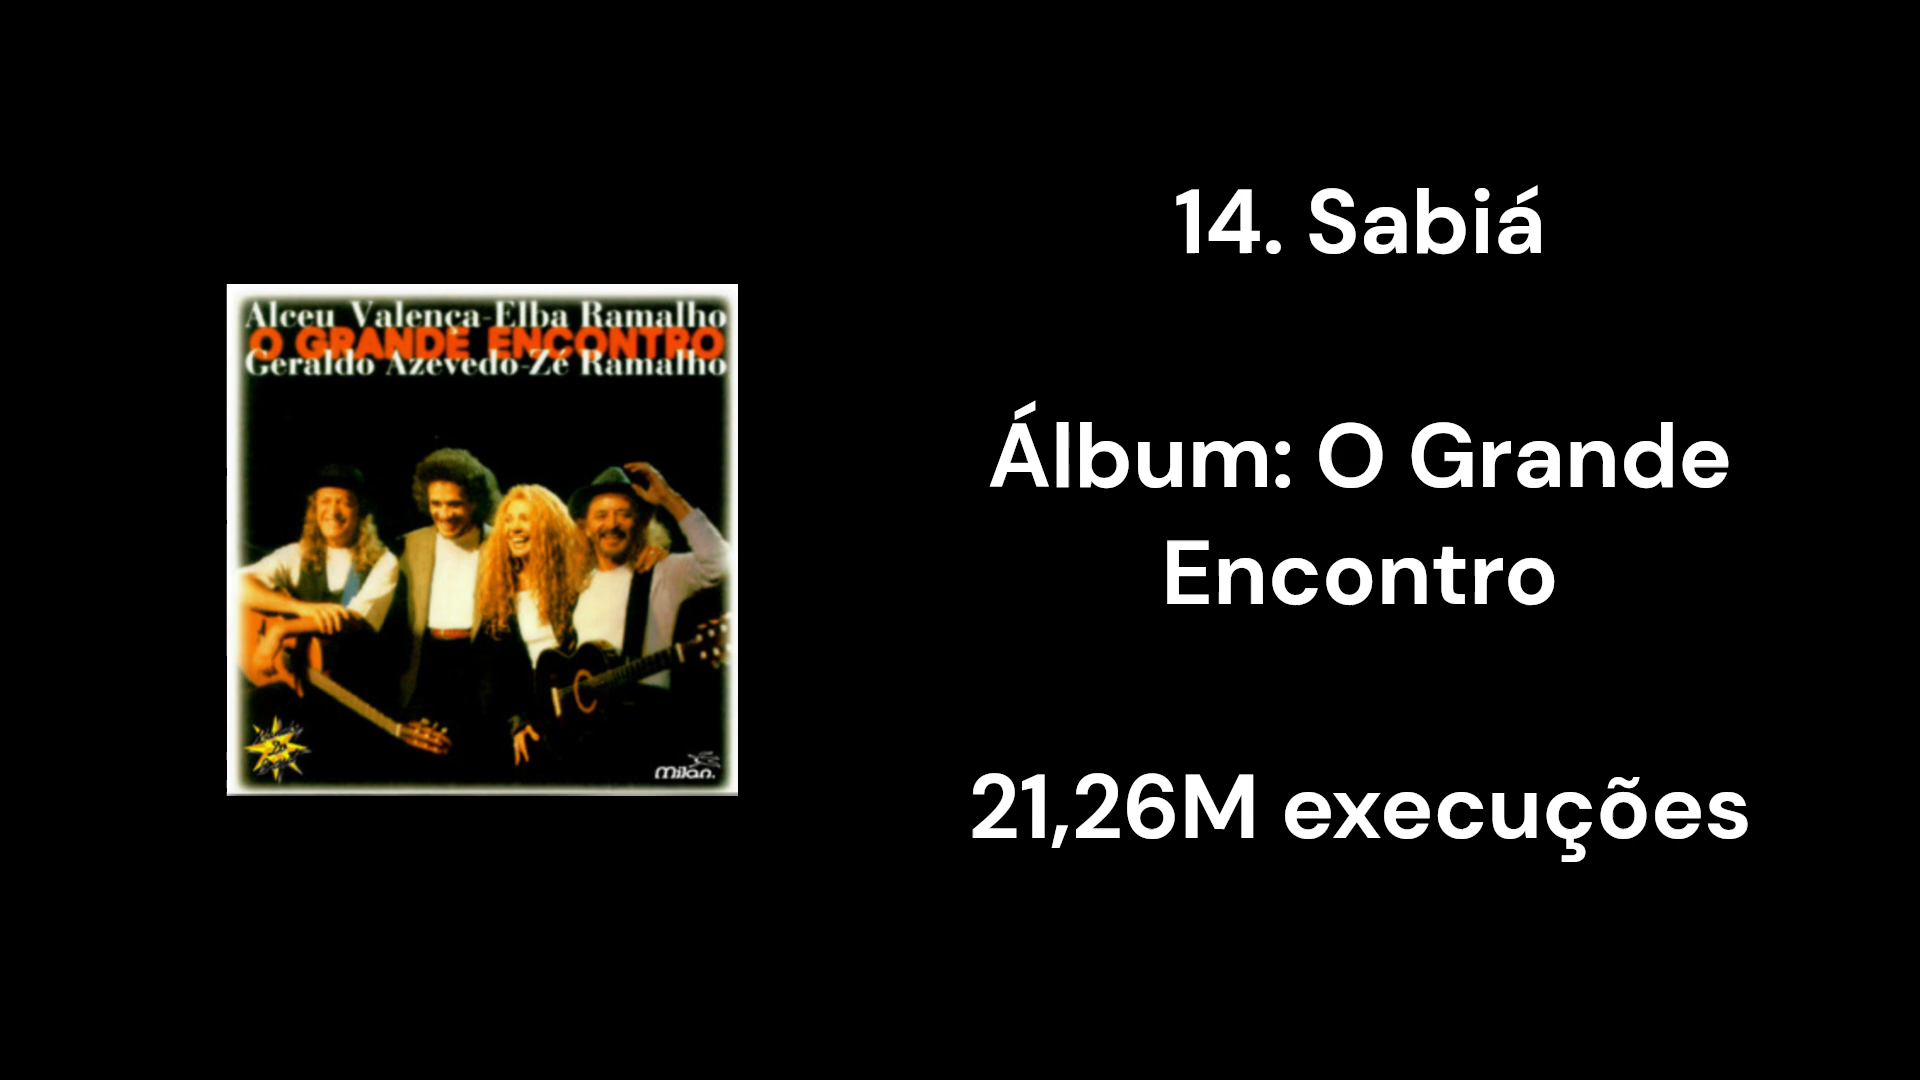 Alceu Valença-Elba Ramalho
O GRANDE ENCONTRO
Geraldo Azevedo-Zé Ramalho
milan.
14. Sabiá
Álbum: O Grande
Encontro
21,26M execuções